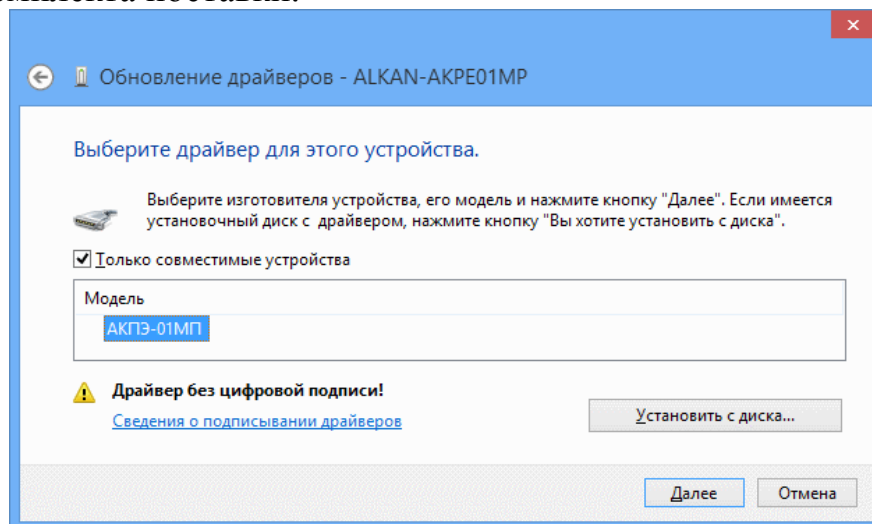 Обновление драйверов - ALKAN-AKPE01MP
Выберите драйвер для этого устройства.
Выберите изготовителя устройства, его модель и нажмите кнопку "Далее". Если имеется
установочный диск с драйвером, нажмите кнопку "Вы хотите установить с диска".
Только совместимые устройства
Модель
АКПЭ-01МП
Драйвер без цифровой подписи!
Сведения о подписывании драйверов
Установить с диска...
Далее Отмена